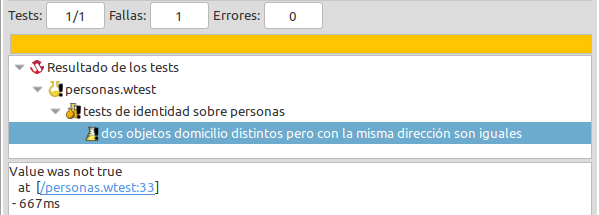 Tests: 1/1 Fallas: 1 Errores: 0
Resultado de los tests
personas.wtest
tests de identidad sobre personas
dos objetos domicilio distintos pero con la misma dirección son iguales
Value was not true
at [/personas.wtest:33]
- 667ms